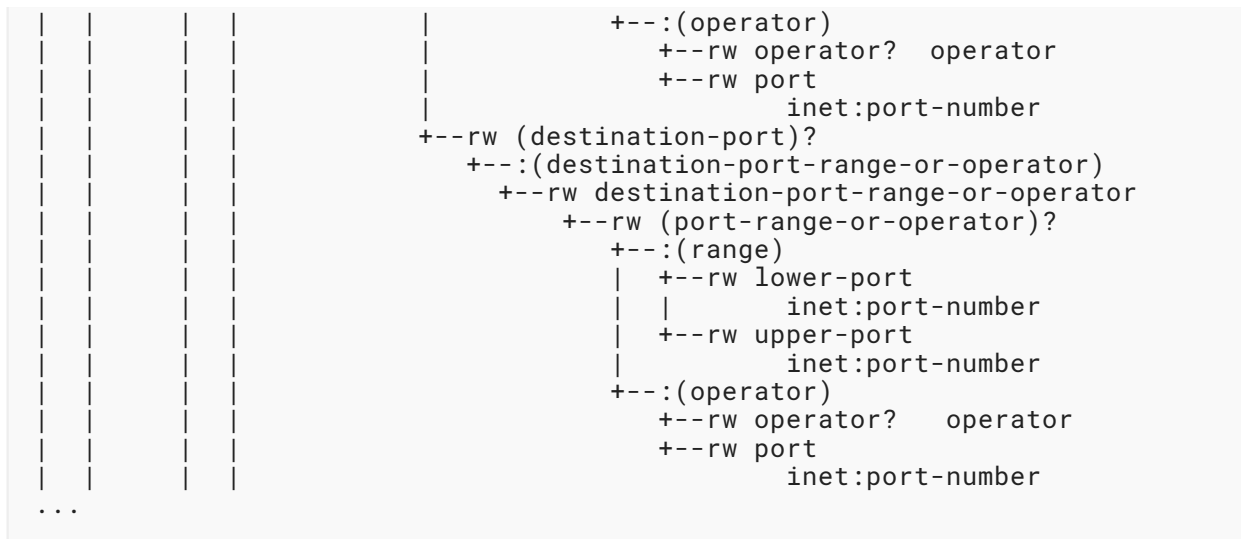 |  |     |  |           |           +--:(operator)
|  |     |  |           |              +--rw operator?  operator
|  |     |  |           |              +--rw port
|  |     |  |           |                      inet:port-number
|  |     |  |           +--rw (destination-port)?
|  |     |  |              +--:(destination-port-range-or-operator)
|  |     |  |                +--rw destination-port-range-or-operator
|  |     |  |                    +--rw (port-range-or-operator)?
|  |     |  |                       +--:(range)
|  |     |  |                       |  +--rw lower-port
|  |     |  |                       |  |       inet:port-number
|  |     |  |                       |  +--rw upper-port
|  |     |  |                       |          inet:port-number
|  |     |  |                       +--:(operator)
|  |     |  |                          +--rw operator?   operator
|  |     |  |                          +--rw port
|  |     |  |                                  inet:port-number
...